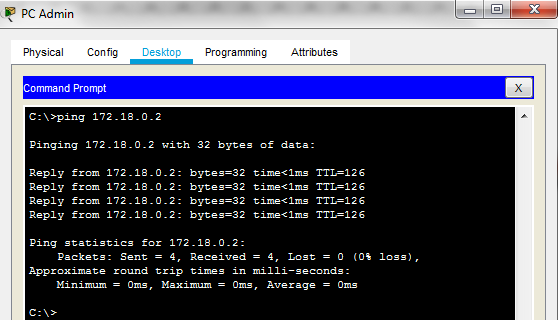 PC Admin
Physical Config Desktop Programming Attributes
Command Prompt X
C:\>ping 172.18.0.2
Pinging 172.18.0.2 with 32 bytes of data:
Reply from 172.18.0.2: bytes=32 time<1ms TTL=126
Reply from 172.18.0.2: bytes=32 time<1ms TTL=126
Reply from 172.18.0.2: bytes=32 time<1ms TTL=126
Reply from 172.18.0.2: bytes=32 time<1ms TTL=126
Ping statistics for 172.18.0.2:
Packets: Sent = 4, Received = 4, Lost = 0 (0% loss),
Approximate round trip times in milli-seconds:
Minimum = 0ms, Maximum = 0ms, Average = 0ms
C:\>